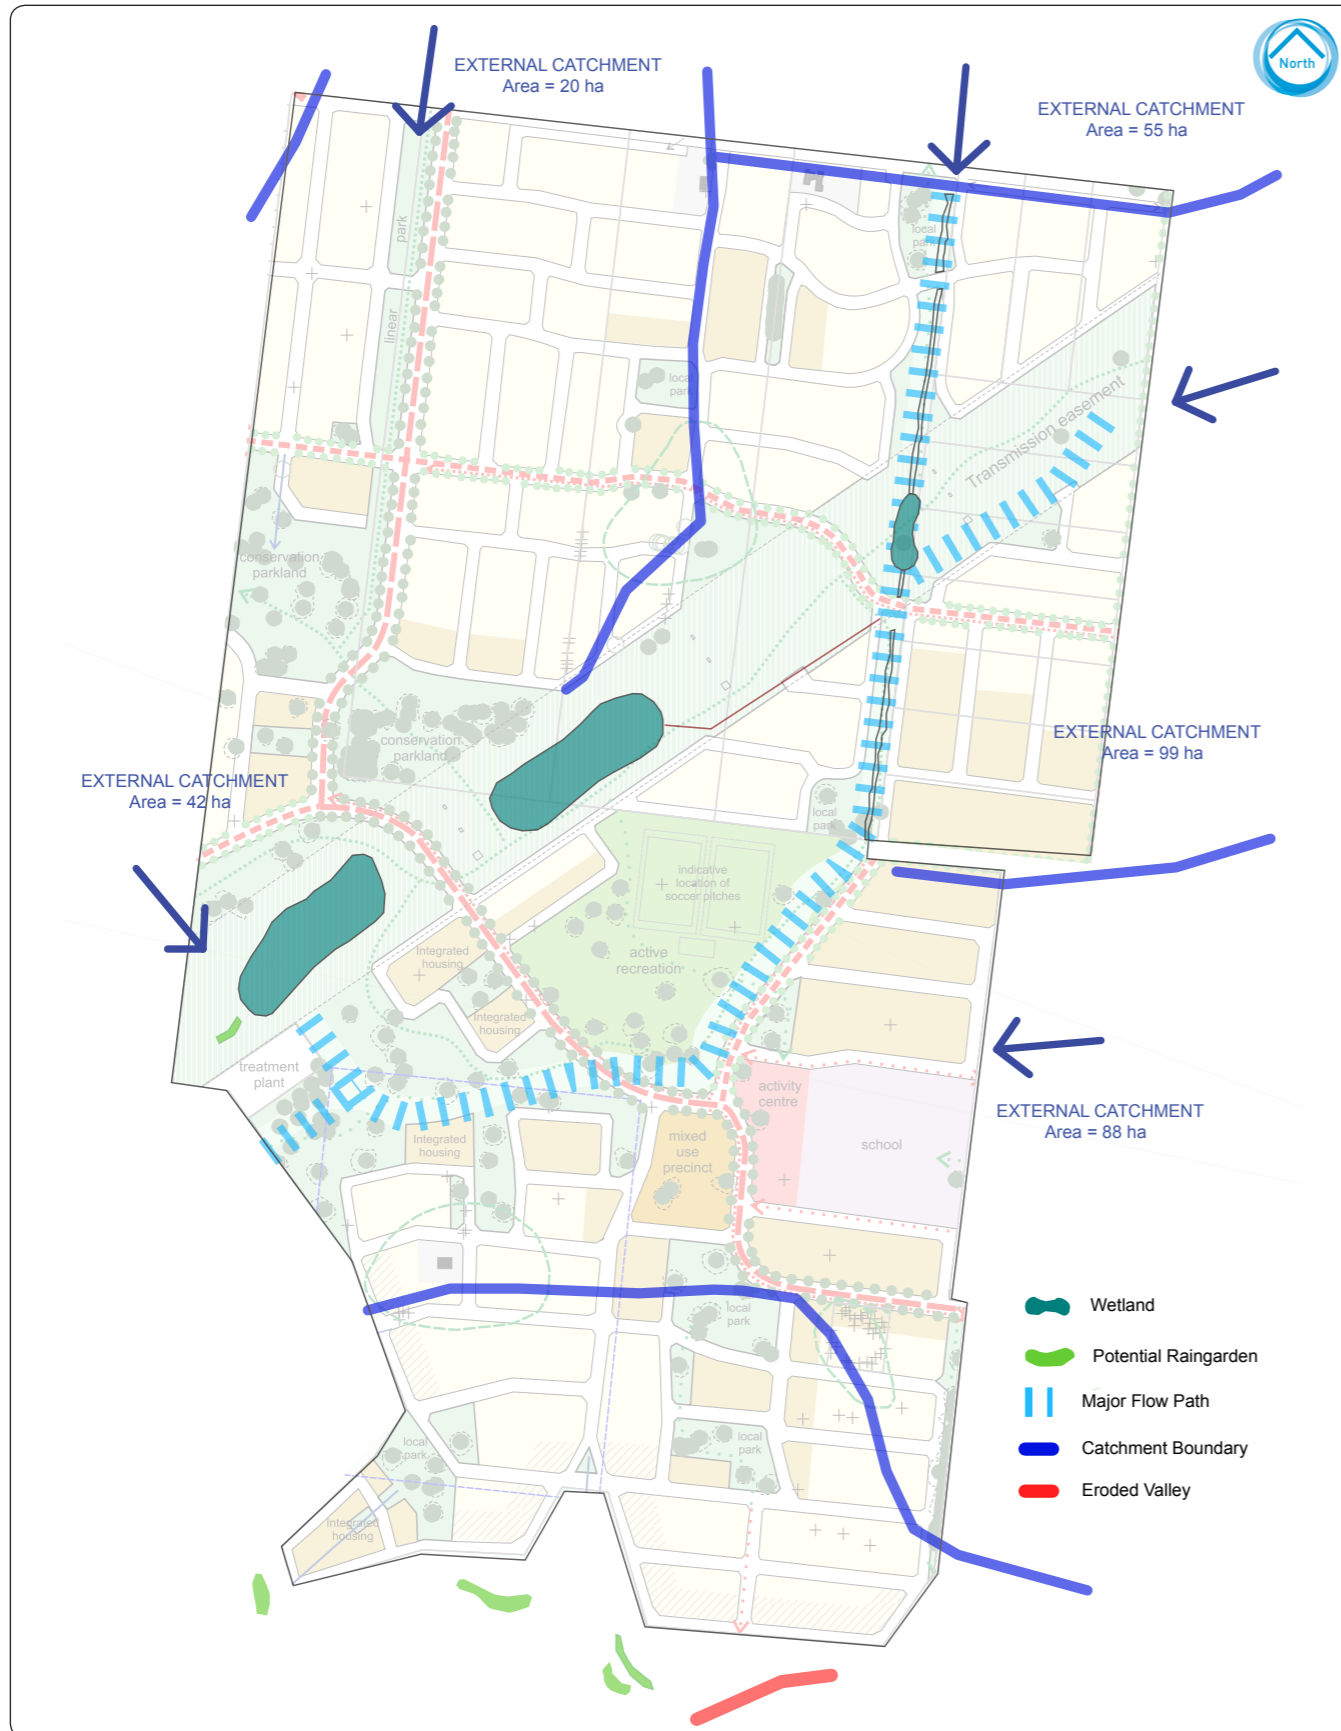 North
EXTERNAL CATCHMENT
Area = 20 ha
EXTERNAL CATCHMENT
Area = 55 ha
park
linear
local
park
local
park
Transmission easement
conservation
parkland
conservation
parkland
EXTERNAL CATCHMENT
Area = 99 ha
EXTERNAL CATCHMENT
Area = 42 ha
local
park
indicative
location of
soccer pitches
active
recreation
Integrated
housing
Integrated
housing
treatment
plant
activity
centre
EXTERNAL CATCHMENT
Area = 88 ha
Integrated
housing
mixed
use
precinct
school
local
park
local
park
local
park
Integrated
housing
Wetland
Potential Raingarden
Major Flow Path
Catchment Boundary
Eroded Valley